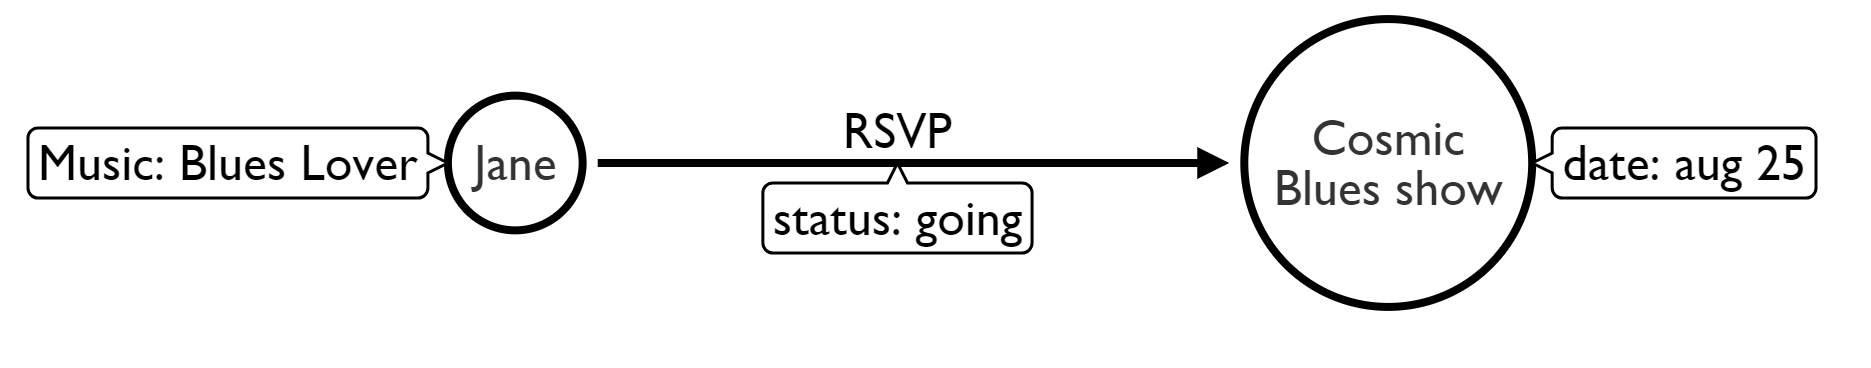 Music: Blues Lover
Jane
RSVP
status: going
Cosmic
Blues show
date: aug 25